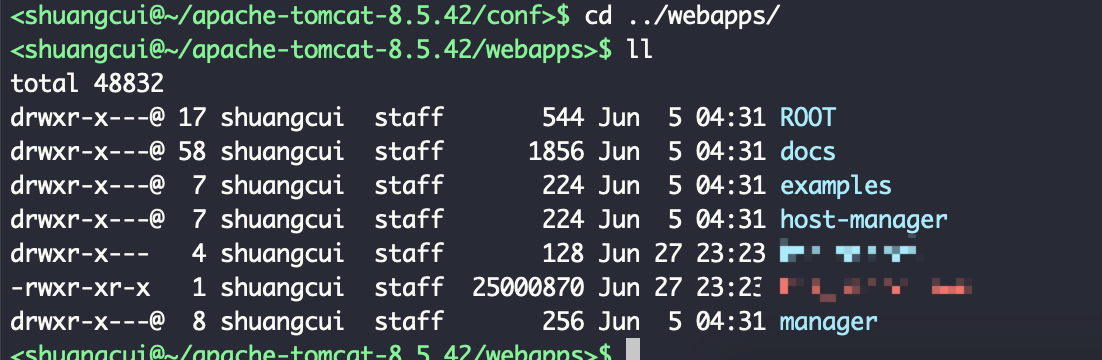 <shuangcui@~/apache-tomcat-8.5.42/conf>$ cd ../webapps/
<shuangcui@~/apache-tomcat-8.5.42/webapps>$ ll
total 48832
drwxr-x---@ 17 shuangcui  staff       544 Jun  5 04:31 ROOT
drwxr-x---@ 58 shuangcui  staff      1856 Jun  5 04:31 docs
drwxr-x---@  7 shuangcui  staff       224 Jun  5 04:31 examples
drwxr-x---@  7 shuangcui  staff       224 Jun  5 04:31 host-manager
drwxr-x---   4 shuangcui  staff       128 Jun 27 23:23
-rwxr-xr-x   1 shuangcui  staff  25000870 Jun 27 23:23
drwxr-x---@  8 shuangcui  staff       256 Jun  5 04:31 manager
<shuangcui@~/apache-tomcat-8.5.42/webapps>$